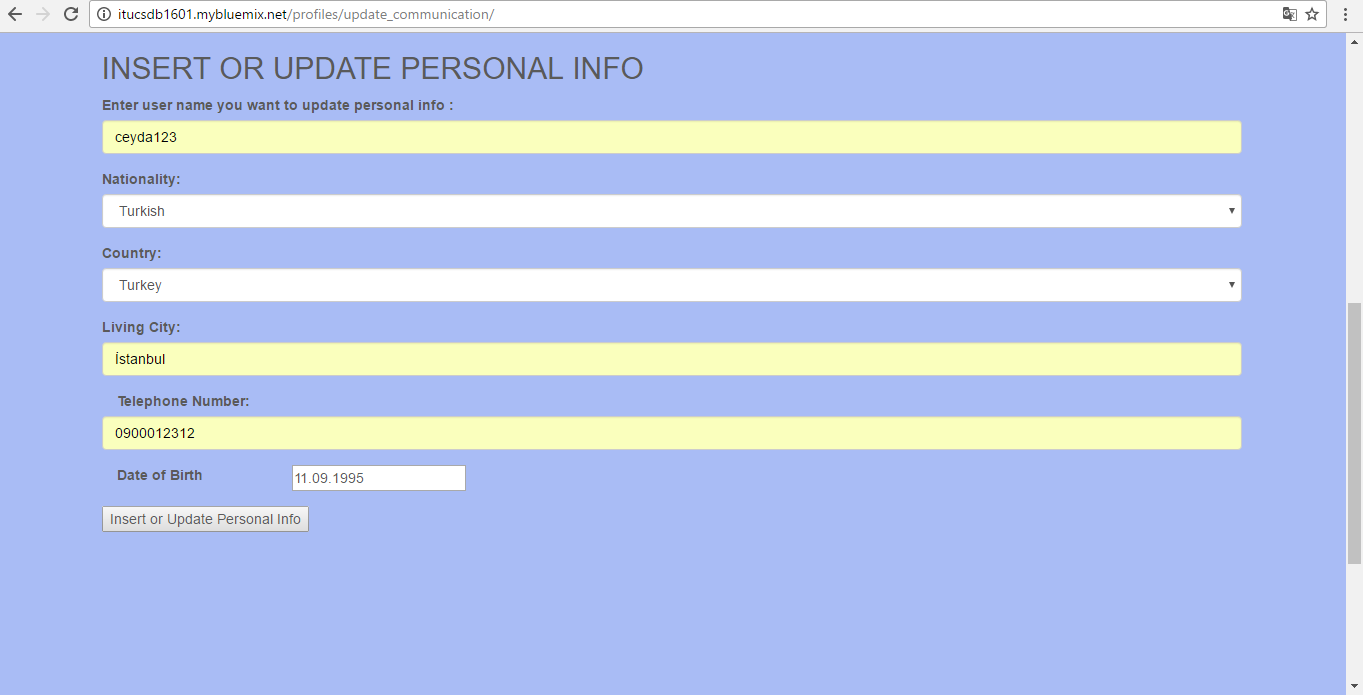 itucsdb1601.mybluemix.net/profiles/update_communication/
INSERT OR UPDATE PERSONAL INFO
Enter user name you want to update personal info :
ceyda123
Nationality:
Turkish
Country:
Turkey
Living City:
İstanbul
Telephone Number:
0900012312
Date of Birth 11.09.1995
Insert or Update Personal Info